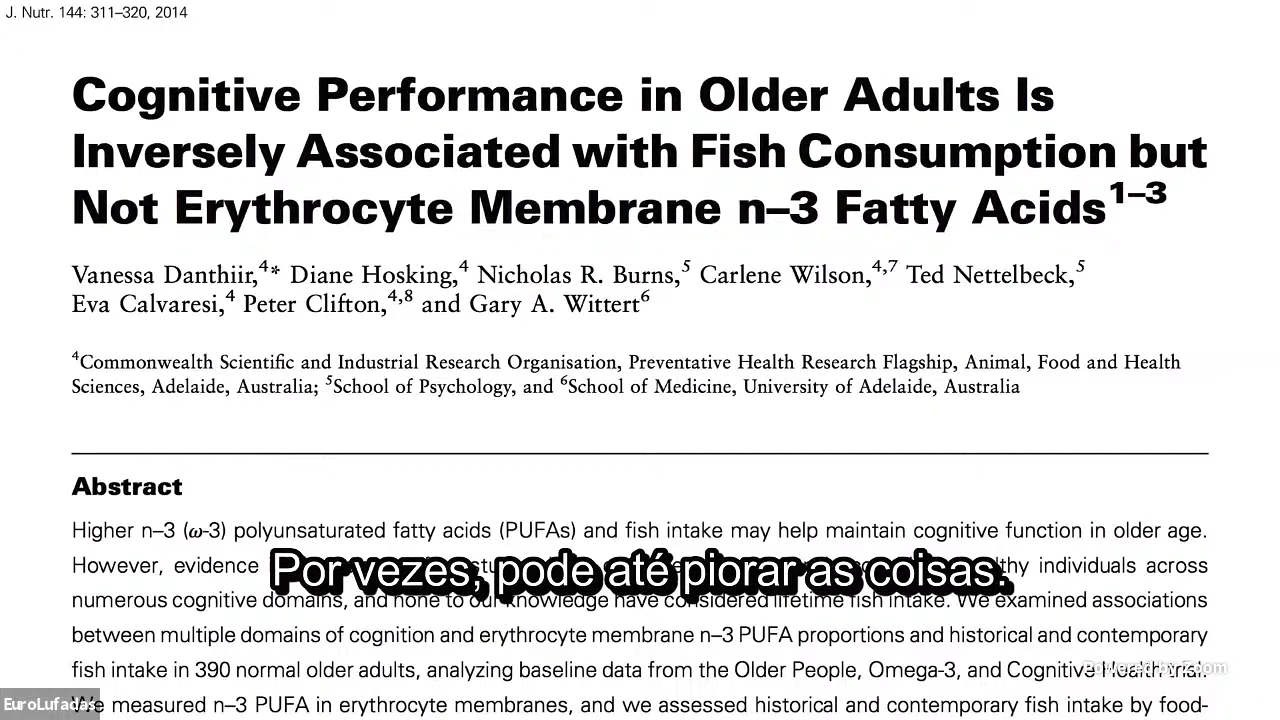 J. Nutr. 144: 311–320, 2014
Cognitive Performance in Older Adults Is
Inversely Associated with Fish Consumption but
Not Erythrocyte Membrane n–3 Fatty Acids1–3
Vanessa Danthiir,4* Diane Hosking,4 Nicholas R. Burns,5 Carlene Wilson,4,7 Ted Nettelbeck,5
Eva Calvaresi,4 Peter Clifton,4,8 and Gary A. Wittert6
4Commonwealth Scientific and Industrial Research Organisation, Preventative Health Research Flagship, Animal, Food and Health
Sciences, Adelaide, Australia; 5School of Psychology, and 6School of Medicine, University of Adelaide, Australia
Abstract
Higher n–3 (ω-3) polyunsaturated fatty acids (PUFAs) and fish intake may help maintain cognitive function in older age.
However, evidence individuals across
Por vezes, pode até piorar as coisas.
numerous cognitive domains, and none to our knowledge have considered lifetime fish intake. We examined associations
between multiple domains of cognition and erythrocyte membrane n–3 PUFA proportions and historical and contemporary
fish intake in 390 normal older adults, analyzing baseline data from the Older People, Omega-3, and Cognitive Health trial.
Powered by Zoom
We measured n–3 PUFA in erythrocyte membranes, and we assessed historical and contemporary fish intake by food-
EuroLufadas